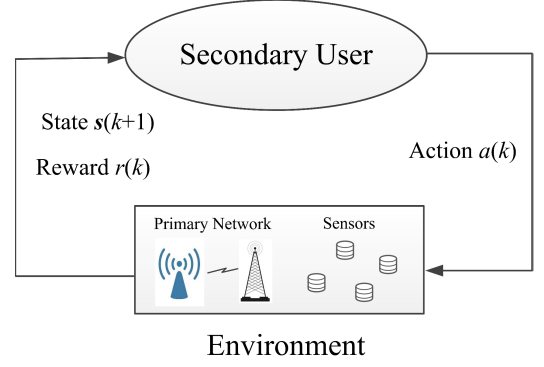 Secondary User
State s(k+1)
Reward r(k)
Action a(k)
Primary Network
Sensors
Environment